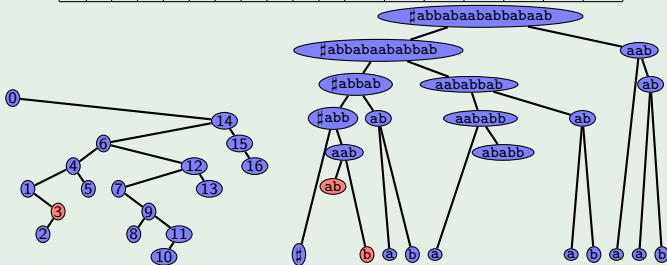 ♯abbabaababbabaab
♯abbabaababbab aab
♯abbab aababbab ab
0
14 ♯abb ab aababb ab
6 15 aab ababb
4 12 16
1 5 7 13 ab
3 9
2 8 11
10 ♯ b a b a a b a a b